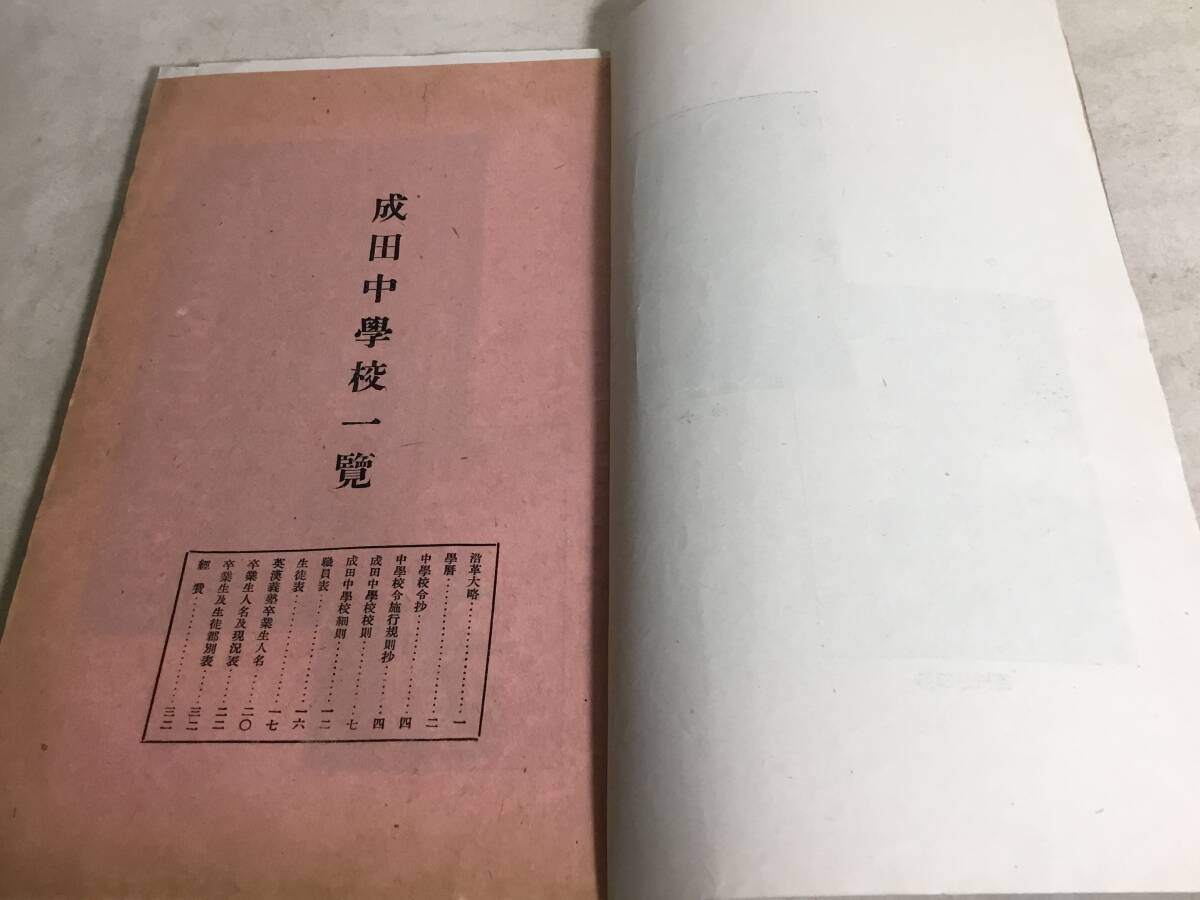 成田中學校一覽
沿革大略……………………一
學曆……………………二
中學校令抄………………四
中學校令施行規則抄………四
成田中學校校則……………七
成田中學校細則……………一二
職員表……………………一六
生徒表……………………一七
英漢義塾卒業生人名………二〇
卒業生人名及現況表………二二
卒業生及生徒郡別表………三二
經費……………………三二